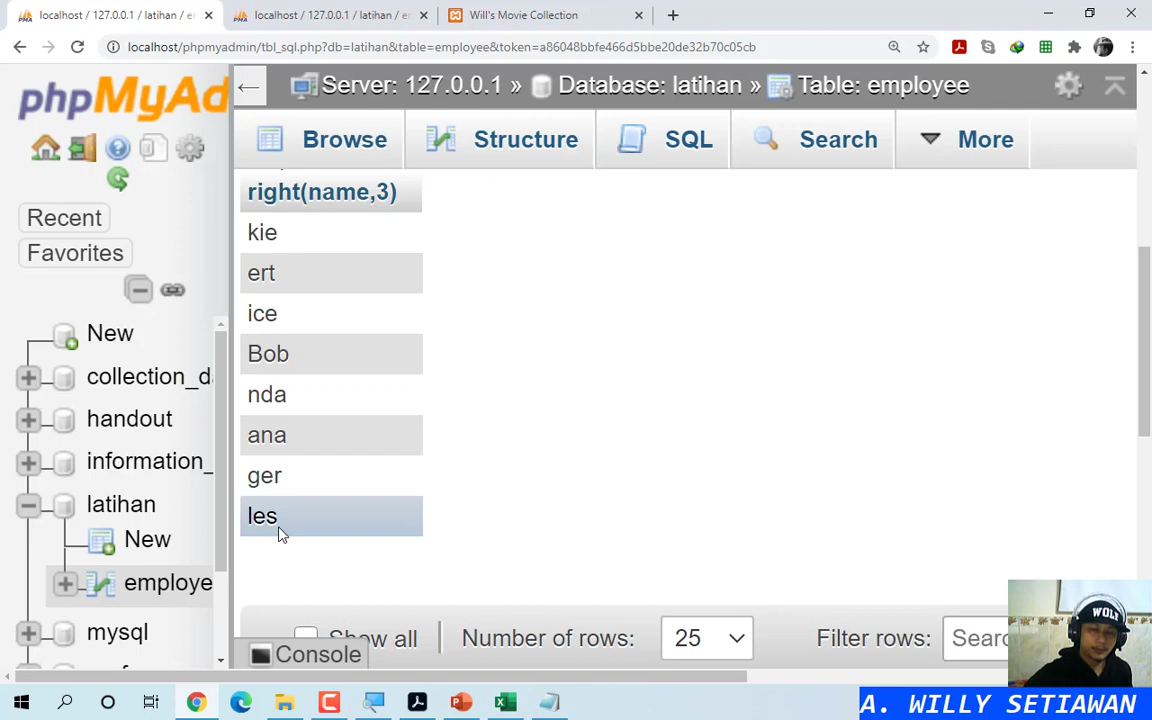 localhost / 127.0.0.1 / latihan / e
localhost / 127.0.0.1 / latihan / e
Will's Movie Collection
localhost/phpmyadmin/tbl_sql.php?db=latihan&table=employee&token=a86048bbfe466d5bbe20de32b70c05cb
phpMyAd
Server: 127.0.0.1 » Database: latihan » Table: employee
Browse
Structure
SQL
Search
More
Recent
Favorites
New
collection_d
handout
information_
latihan
New
employe
mysql
right(name,3)
kie
ert
ice
Bob
nda
ana
ger
les
Show all
Number of rows:
25
Filter rows:
Sear
Console
WOLF
A. WILLY SETIAWAN